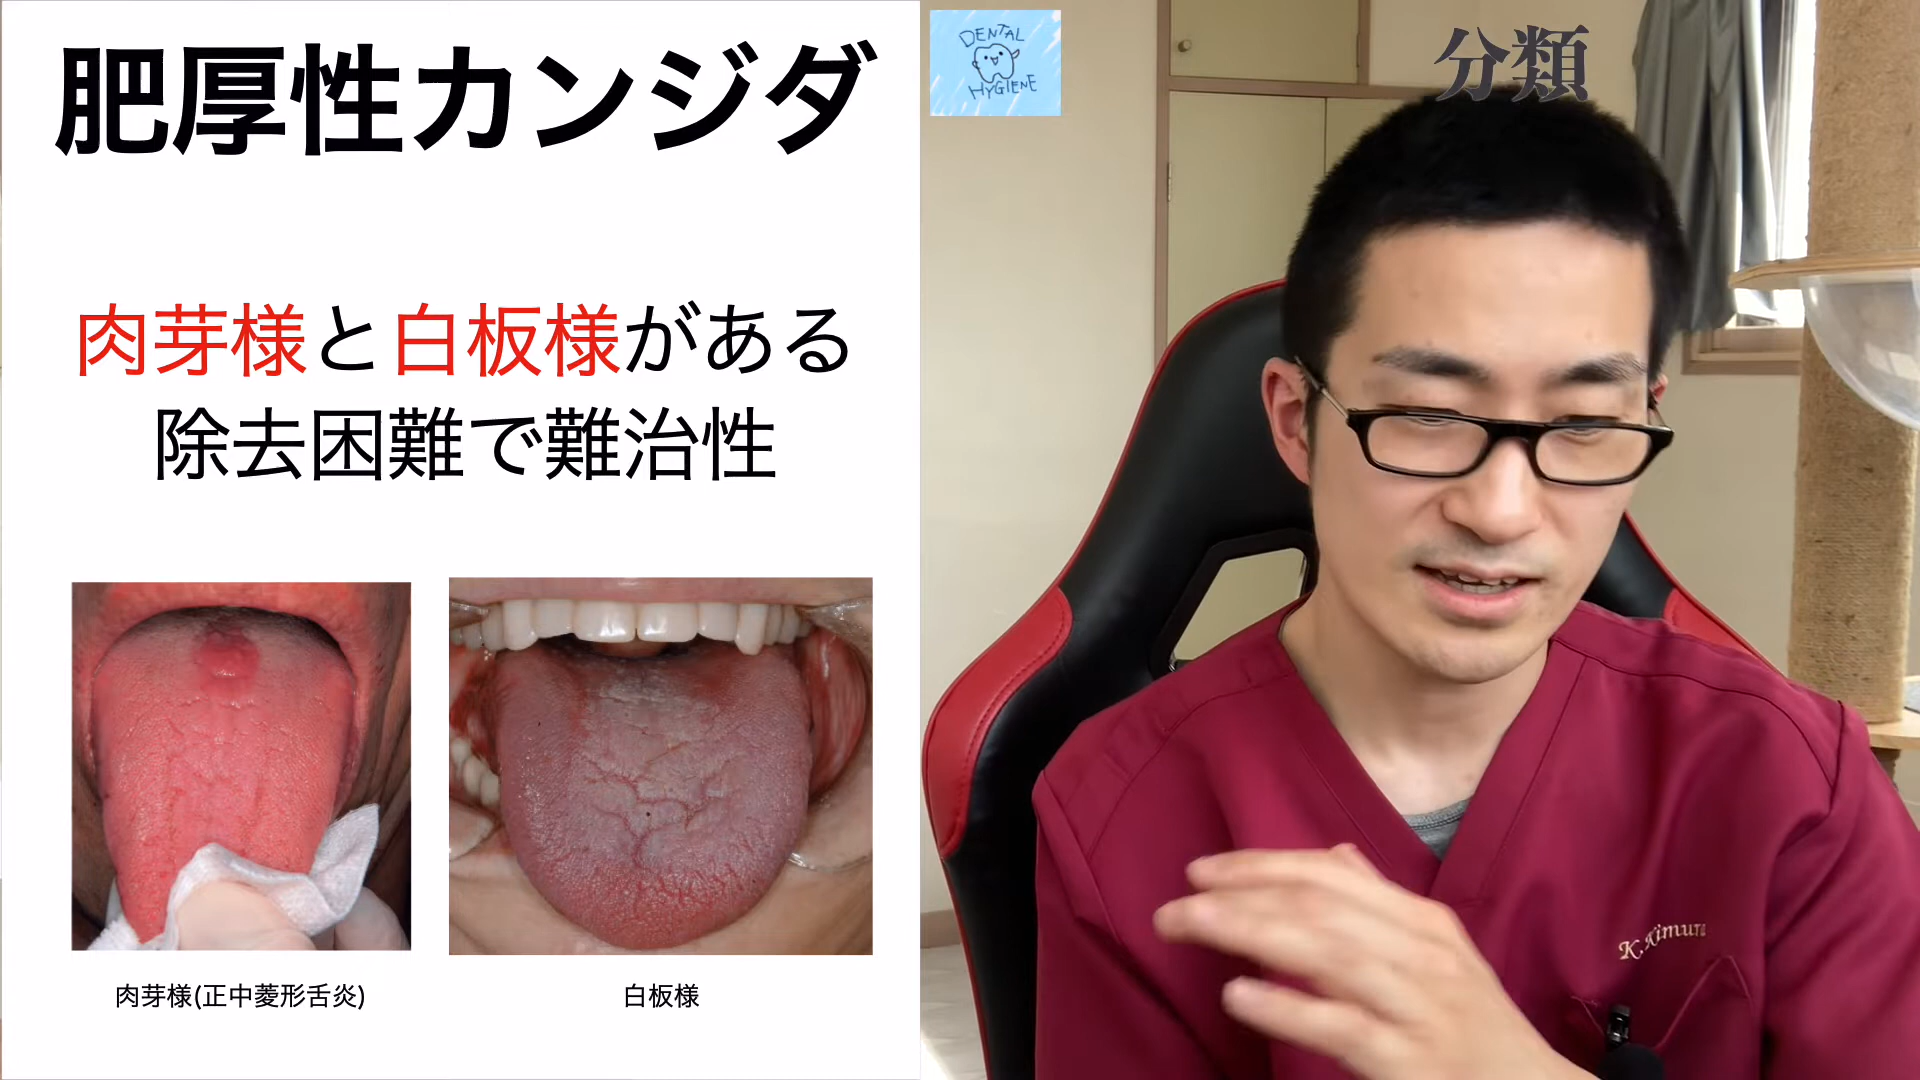 肥厚性カンジダ
肉芽様と白板様がある
除去困難で難治性
肉芽様(正中菱形舌炎)
白板様
DENTAL
HYGIENE
分類
K.Kimura